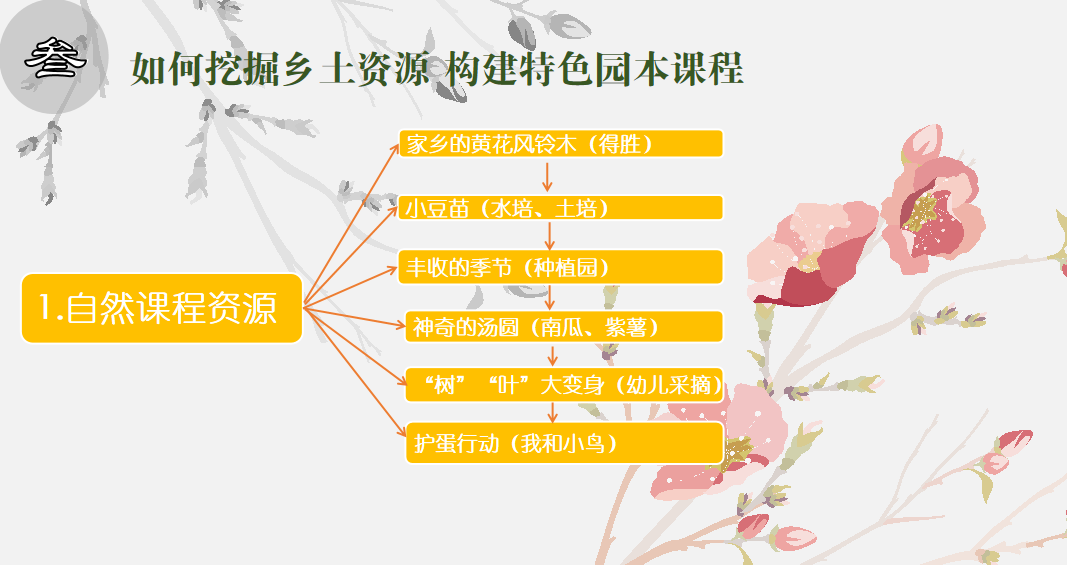 叁
如何挖掘乡土资源 构建特色园本课程
家乡的黄花风铃木（得胜）
小豆苗（水培、土培）
丰收的季节（种植园）
1.自然课程资源
神奇的汤圆（南瓜、紫薯）
“树”“叶”大变身（幼儿采摘）
护蛋行动（我和小鸟）